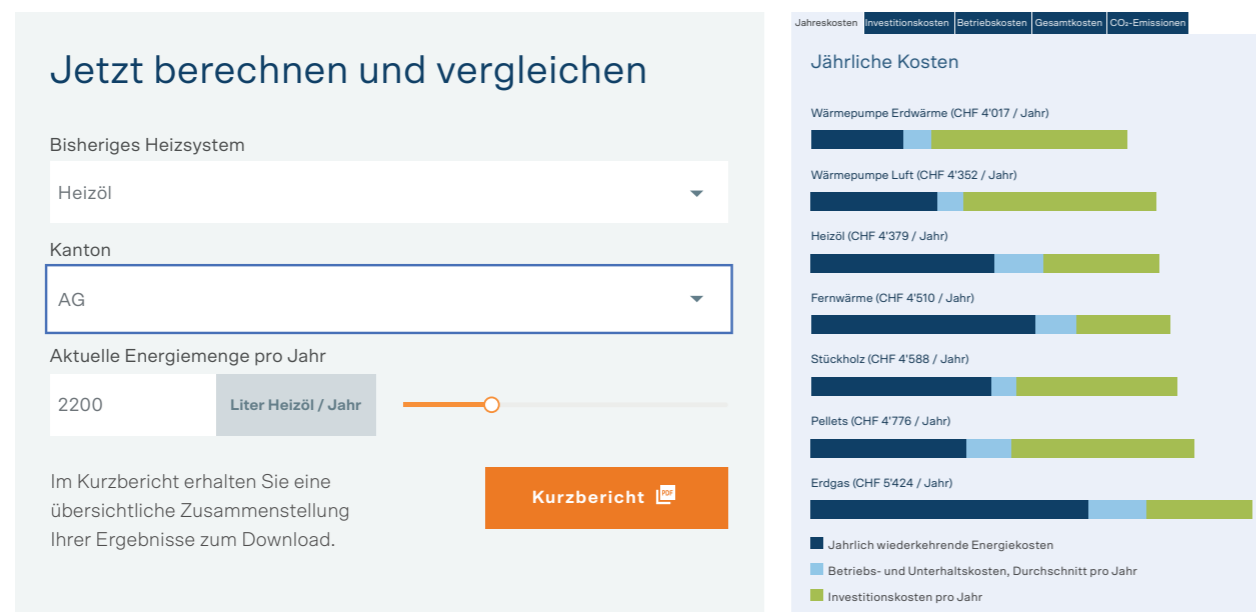 Jetzt berechnen und vergleichen
Bisheriges Heizsystem
Heizöl
Kanton
AG
Aktuelle Energiemenge pro Jahr
2200
Liter Heizöl / Jahr
Im Kurzbericht erhalten Sie eine
übersichtliche Zusammenstellung
Ihrer Ergebnisse zum Download.
Kurzbericht PDF
Jahreskosten Investitionskosten Betriebskosten Gesamtkosten CO₂-Emissionen
Jährliche Kosten
Wärmepumpe Erdwärme (CHF 4'017 / Jahr)
Wärmepumpe Luft (CHF 4'352 / Jahr)
Heizöl (CHF 4'379 / Jahr)
Fernwärme (CHF 4'510 / Jahr)
Stückholz (CHF 4'588 / Jahr)
Pellets (CHF 4'776 / Jahr)
Erdgas (CHF 5'424 / Jahr)
Jahrlich wiederkehrende Energiekosten
Betriebs- und Unterhaltskosten, Durchschnitt pro Jahr
Investitionskosten pro Jahr